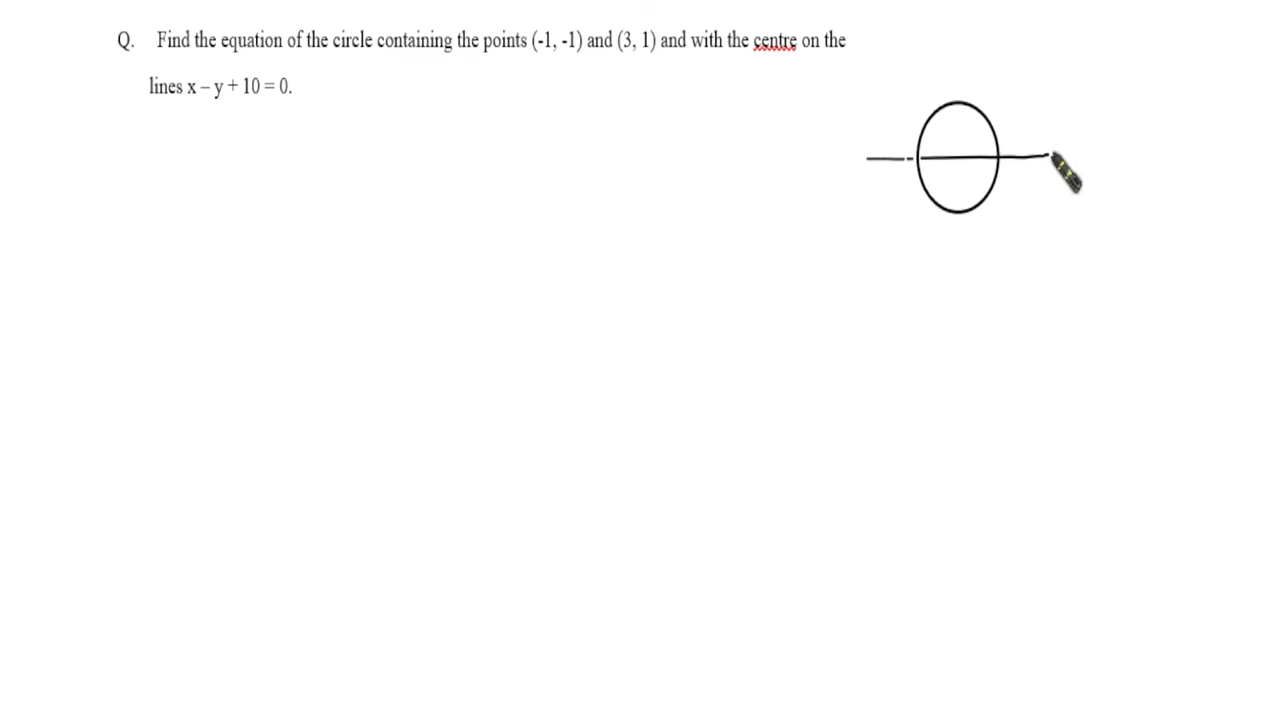 Q. Find the equation of the circle containing the points (-1, -1) and (3, 1) and with the centre on the
lines x – y + 10 = 0.